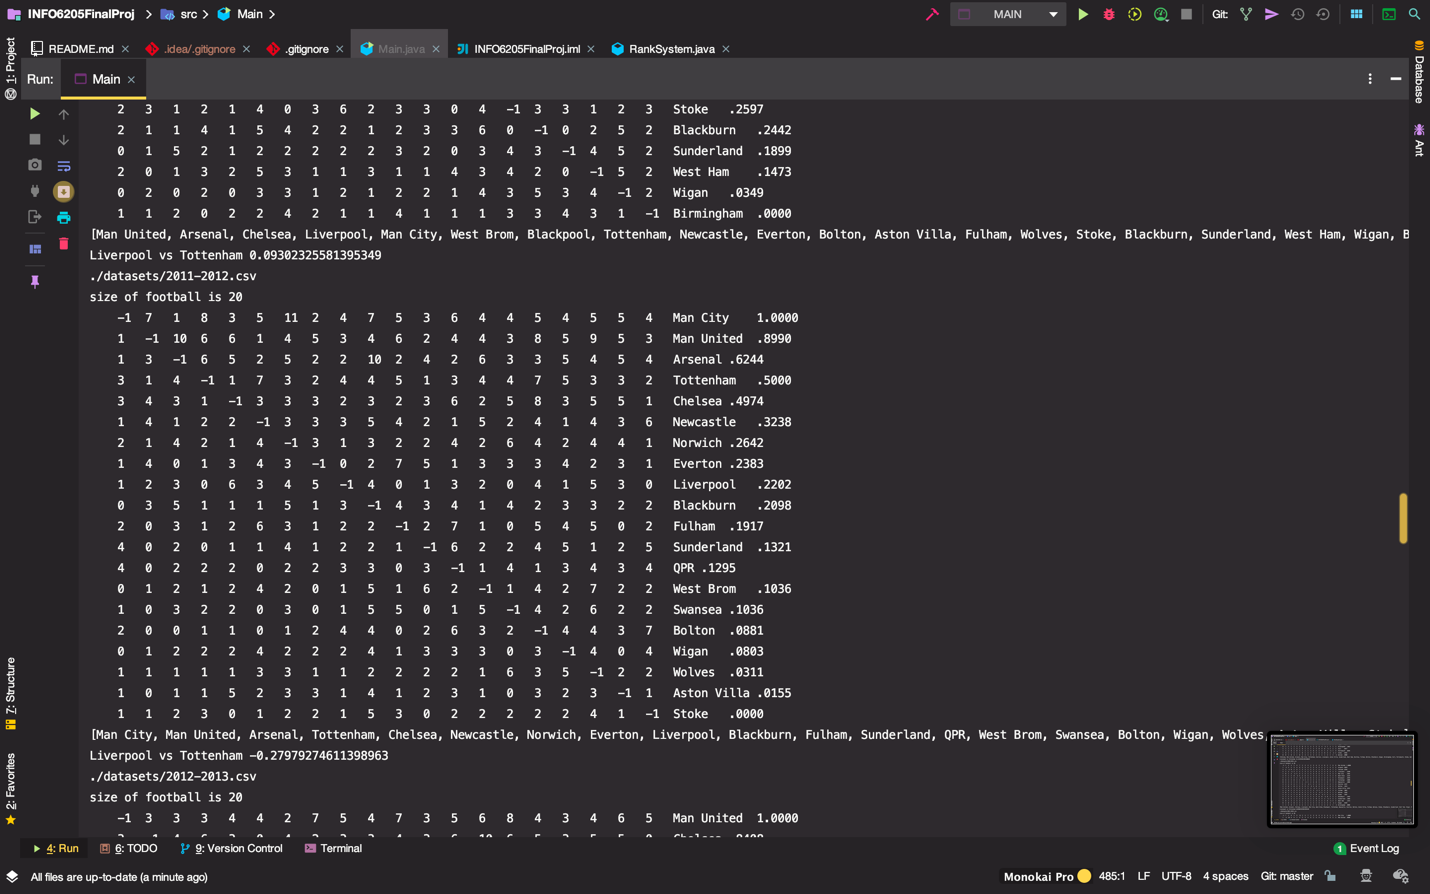 INFO6205FinalProj > src > Main > MAIN Git:
README.md × .idea/.gitignore × .gitignore × Main.java × INFO6205FinalProj.iml × RankSystem.java ×
1: Project
Run: Main ×
Database
Ant
2 3 1 2 1 4 0 3 6 2 3 3 0 4 -1 3 3 1 2 3 Stoke .2597
2 1 1 4 1 5 4 2 2 1 2 3 3 6 0 -1 0 2 5 2 Blackburn .2442
0 1 5 2 1 2 2 2 2 2 3 2 0 3 4 3 -1 4 5 2 Sunderland .1899
2 0 1 3 2 5 3 1 1 3 1 1 4 3 4 2 0 -1 5 2 West Ham .1473
0 2 0 2 0 3 3 1 2 1 2 2 1 4 3 5 3 4 -1 2 Wigan .0349
1 1 2 0 2 2 4 2 1 1 4 1 1 1 3 3 4 3 1 -1 Birmingham .0000
[Man United, Arsenal, Chelsea, Liverpool, Man City, West Brom, Blackpool, Tottenham, Newcastle, Everton, Bolton, Aston Villa, Fulham, Wolves, Stoke, Blackburn, Sunderland, West Ham, Wigan, B
Liverpool vs Tottenham 0.09302325581395349
./datasets/2011-2012.csv
size of football is 20
-1 7 1 8 3 5 11 2 4 7 5 3 6 4 4 5 4 5 5 4 Man City 1.0000
1 -1 10 6 6 1 4 5 3 4 6 2 4 4 3 8 5 9 5 3 Man United .8990
1 3 -1 6 5 2 5 2 2 10 2 4 2 6 3 3 5 4 5 4 Arsenal .6244
3 1 4 -1 1 7 3 2 4 4 5 1 3 4 4 7 5 3 3 2 Tottenham .5000
3 4 3 1 -1 3 3 3 2 3 2 3 6 2 5 8 3 5 5 1 Chelsea .4974
1 4 1 2 2 -1 3 3 3 5 4 2 1 5 2 4 1 4 3 6 Newcastle .3238
2 1 4 2 1 4 -1 3 1 3 2 2 4 2 6 4 2 4 4 1 Norwich .2642
1 4 0 1 3 4 3 -1 0 2 7 5 1 3 3 3 4 2 3 1 Everton .2383
1 2 3 0 6 3 4 5 -1 4 0 1 3 2 0 4 1 5 3 0 Liverpool .2202
0 3 5 1 1 1 5 1 3 -1 4 3 4 1 4 2 3 3 2 2 Blackburn .2098
2 0 3 1 2 6 3 1 2 2 -1 2 7 1 0 5 4 5 0 2 Fulham .1917
4 0 2 0 1 1 4 1 2 2 1 -1 6 2 2 4 5 1 2 5 Sunderland .1321
4 0 2 2 2 0 2 2 3 3 0 3 -1 1 4 1 3 4 3 4 QPR .1295
0 1 2 1 2 4 2 0 1 5 1 6 2 -1 1 4 2 7 2 2 West Brom .1036
1 0 3 2 2 0 3 0 1 5 5 0 1 5 -1 4 2 6 2 2 Swansea .1036
2 0 0 1 1 0 1 2 4 4 0 2 6 3 2 -1 4 4 3 7 Bolton .0881
0 1 2 2 2 4 2 2 2 4 1 3 3 3 0 3 -1 4 0 4 Wigan .0803
1 1 1 1 1 3 3 1 1 2 2 2 2 1 6 3 5 -1 2 2 Wolves .0311
1 0 1 1 5 2 3 3 1 4 1 2 3 1 0 3 2 3 -1 1 Aston Villa .0155
1 1 2 3 0 1 2 2 1 5 3 0 2 2 2 2 2 4 1 -1 Stoke .0000
[Man City, Man United, Arsenal, Tottenham, Chelsea, Newcastle, Norwich, Everton, Liverpool, Blackburn, Fulham, Sunderland, QPR, West Brom, Swansea, Bolton, Wigan, Wolves,
Liverpool vs Tottenham -0.27979274611398963
./datasets/2012-2013.csv
size of football is 20
-1 3 3 3 4 4 2 7 5 4 7 3 5 6 8 4 3 4 6 5 Man United 1.0000
7: Structure
2: Favorites
4: Run 6: TODO 9: Version Control Terminal 1 Event Log
All files are up-to-date (a minute ago) Monokai Pro 485:1 LF UTF-8 4 spaces Git: master